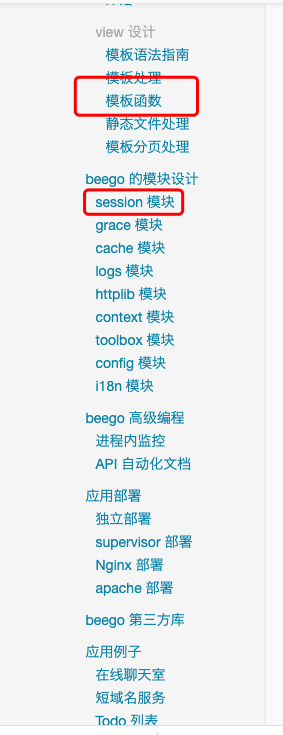 view 设计
模板语法指南
模板处理
模板函数
静态文件处理
模板分页处理
beego 的模块设计
session 模块
grace 模块
cache 模块
logs 模块
httplib 模块
context 模块
toolbox 模块
config 模块
i18n 模块
beego 高级编程
进程内监控
API 自动化文档
应用部署
独立部署
supervisor 部署
Nginx 部署
apache 部署
beego 第三方库
应用例子
在线聊天室
短域名服务
Todo 列表